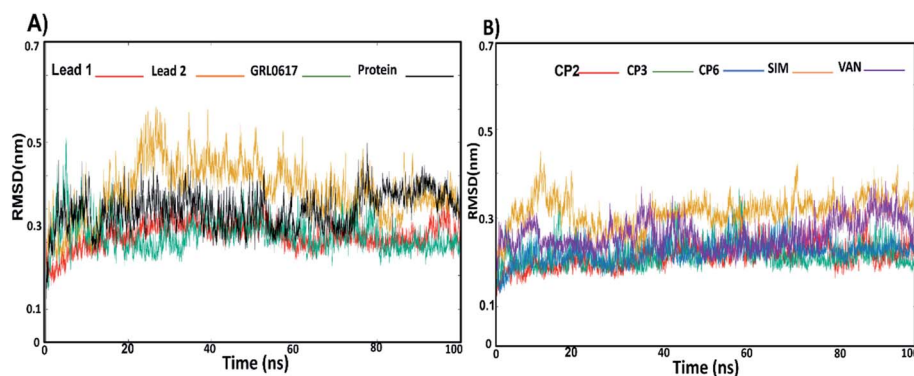 A)
0.7
Lead 1 Lead 2 GRL0617 Protein
0.5
RMSD(nm)
0.3
0.1
0
0 20 40 60 80 100
Time (ns)
B)
0.7
CP2 CP3 CP6 SIM VAN
0.5
RMSD(nm)
0.3
0.1
0
0 20 40 60 80 100
Time (ns)